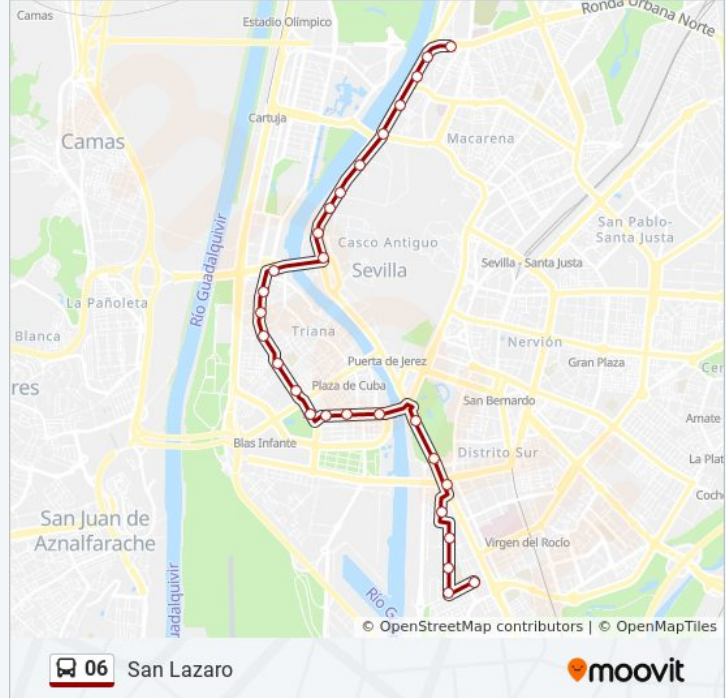 Camas
Estadio Olímpico
Ronda Urbana Norte
Cartuja
Camas
Macarena
Río Guadalquivir
San Pablo-
Santa Justa
Casco Antiguo
Sevilla
Sevilla - Santa Justa
La Pañoleta
Blanca
Triana
Nervión
Puerta de Jerez
Gran Plaza
Cer
res
Plaza de Cuba
San Bernardo
Amate
Blas Infante
Distrito Sur
La Plat
Coch
San Juan de
Aznalfarache
Virgen del Rocío
uadalquivir
Río G
© OpenStreetMap contributors | © OpenMapTiles
06 San Lazaro
moovit